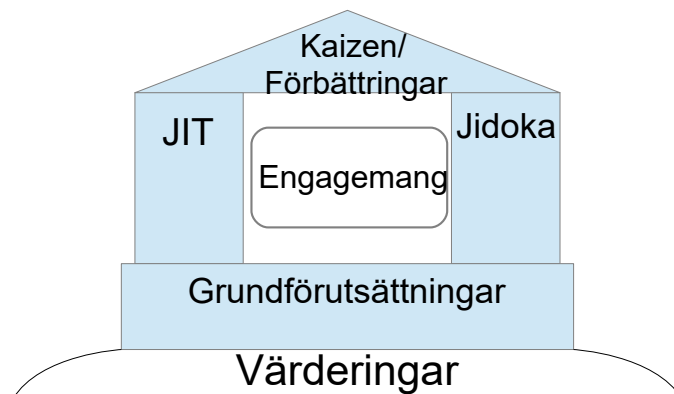 Kaizen/
Förbättringar
JIT
Jidoka
Engagemang
Grundförutsättningar
Värderingar